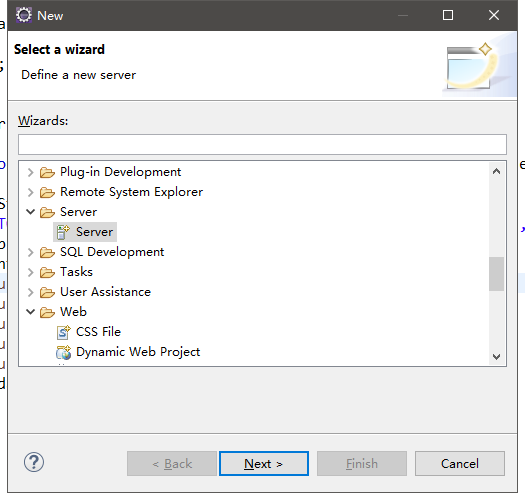 New
Select a wizard
Define a new server
Wizards:
Plug-in Development
Remote System Explorer
Server
Server
SQL Development
Tasks
User Assistance
Web
CSS File
Dynamic Web Project
? < Back Next > Finish Cancel